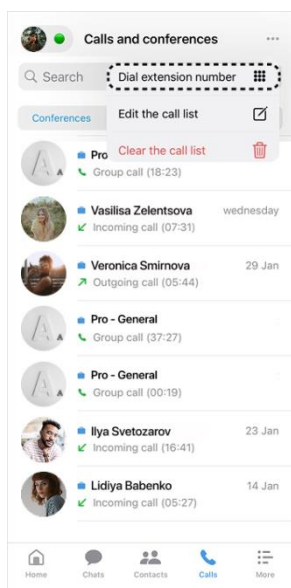 Calls and conferences
Search
Dial extension number
Conferences
Edit the call list
Clear the call list
Pro
Group call (18:23)
Vasilisa Zelentsova wednesday
Incoming call (07:31)
Veronica Smirnova 29 Jan
Outgoing call (05:44)
Pro - General
Group call (37:27)
Pro - General
Group call (00:19)
Ilya Svetozarov 23 Jan
Incoming call (16:41)
Lidiya Babenko 14 Jan
Incoming call (05:27)
Home Chats Contacts Calls More